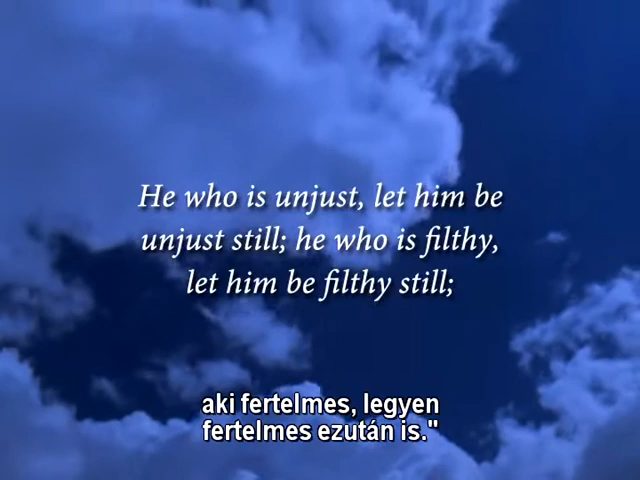 He who is unjust, let him be
unjust still; he who is filthy,
let him be filthy still;
aki fertelmes, legyen
fertelmes ezután is."